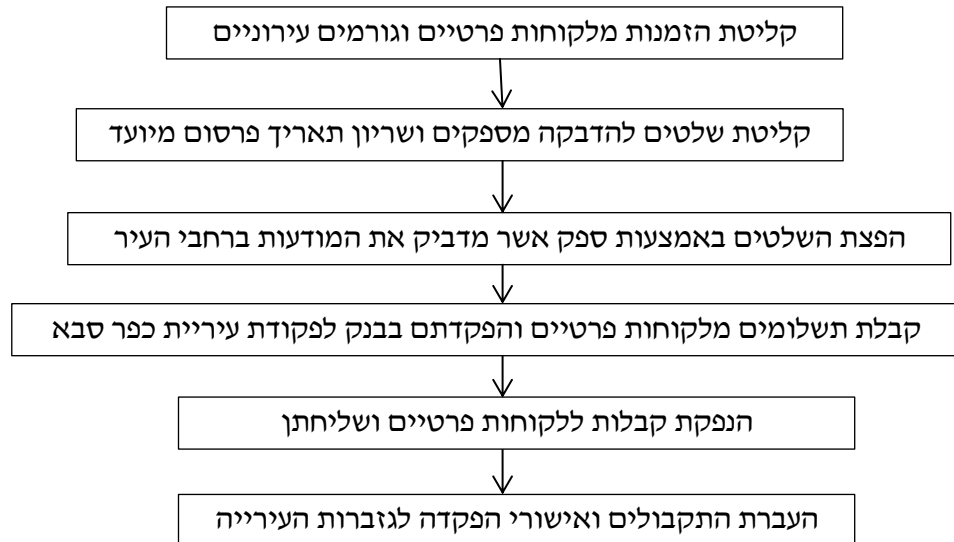 קליטת הזמנות מלקוחות פרטיים וגורמים עירוניים
קליטת שלטים להדבקה מספקים ושריון תאריך פרסום מיועד
הפצת השלטים באמצעות ספק אשר מדביק את המודעות ברחבי העיר
קבלת תשלומים מלקוחות פרטיים והפקדתם בבנק לפקודת עיריית כפר סבא
הנפקת קבלות ללקוחות פרטיים ושליחתן
העברת התקבולים ואישורי הפקדה לגזברות העירייה